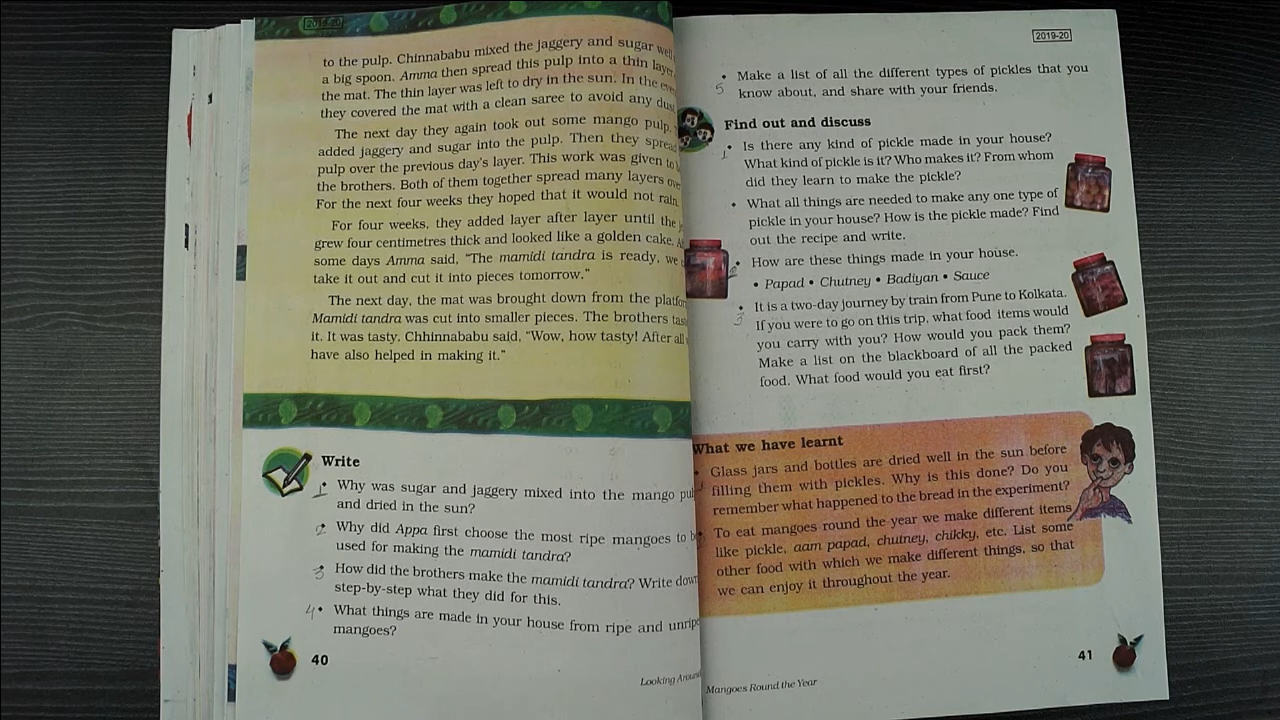 2019-20
to the pulp. Chinnababu mixed the jaggery and sugar well
a big spoon. Amma then spread this pulp into a thin layer
the mat. The thin layer was left to dry in the sun. In the
they covered the mat with a clean saree to avoid any
The next day they again took out some mango pulp.
added jaggery and sugar into the pulp. Then they spread
pulp over the previous day's layer. This work was given to
the brothers. Both of them together spread many layers
For the next four weeks they hoped that it would not rain.
For four weeks, they added layer after layer until the
grew four centimetres thick and looked like a golden cake.
some days Amma said, "The mamidi tandra is ready, we
take it out and cut it into pieces tomorrow."
The next day, the mat was brought down from the
Mamidi tandra was cut into smaller pieces. The brothers
it. It was tasty. Chhinnababu said, "Wow, how tasty! After all
have also helped in making it."
Write
1 • Why was sugar and jaggery mixed into the mango
and dried in the sun?
2 • Why did Appa first choose the most ripe mangoes to
used for making the mamidi tandra?
3 • How did the brothers make the mamidi tandra? Write down
step-by-step what they did for this.
4 • What things are made in your house from ripe and
mangoes?
40
Looking Around
2019-20
5 • Make a list of all the different types of pickles that you
know about, and share with your friends.
Find out and discuss
1 • Is there any kind of pickle made in your house?
What kind of pickle is it? Who makes it? From whom
did they learn to make the pickle?
• What all things are needed to make any one type of
pickle in your house? How is the pickle made? Find
out the recipe and write.
• How are these things made in your house.
• Papad • Chutney • Badiyan • Sauce
3 • It is a two-day journey by train from Pune to Kolkata.
If you were to go on this trip, what food items would
you carry with you? How would you pack them?
Make a list on the blackboard of all the packed
food. What food would you eat first?
What we have learnt
• Glass jars and bottles are dried well in the sun before
filling them with pickles. Why is this done? Do you
remember what happened to the bread in the experiment?
• To eat mangoes round the year we make different items
like pickle, aam papad, chutney, chikky, etc. List some
other food with which we make different things, so that
we can enjoy it throughout the year.
41
Mangoes Round the Year